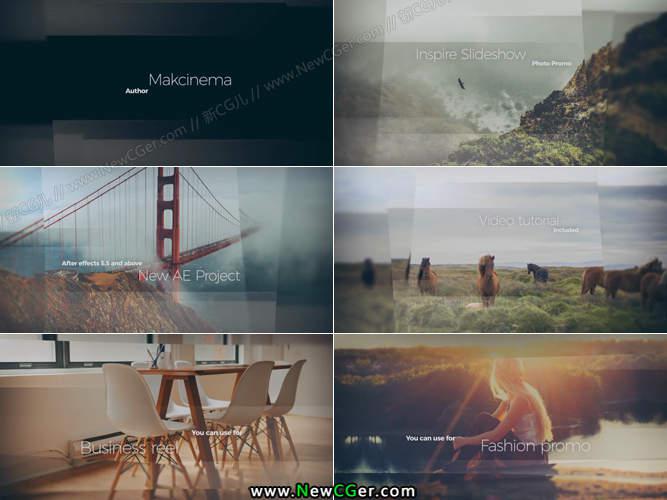 Makcinema
Author
www.NewCGer.com // 新CG儿 // www.NewCGer.com // 新CG儿 //
Inspire Slideshow
Photo Promo
After effects 5.5 and above
New AE Project
Video tutorial
Included
You can use for
Business reel
You can use for
Fashion promo
www.NewCGer.com